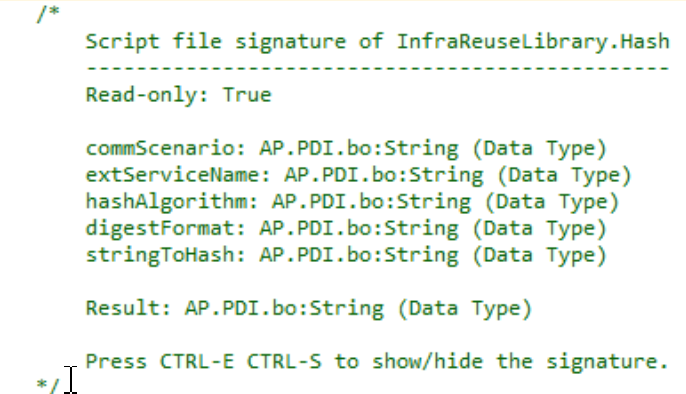 /*
Script file signature of InfraReuseLibrary.Hash
-----------------------------------------------
Read-only: True
commScenario: AP.PDI.bo:String (Data Type)
extServiceName: AP.PDI.bo:String (Data Type)
hashAlgorithm: AP.PDI.bo:String (Data Type)
digestFormat: AP.PDI.bo:String (Data Type)
stringToHash: AP.PDI.bo:String (Data Type)
Result: AP.PDI.bo:String (Data Type)
Press CTRL-E CTRL-S to show/hide the signature.
*/